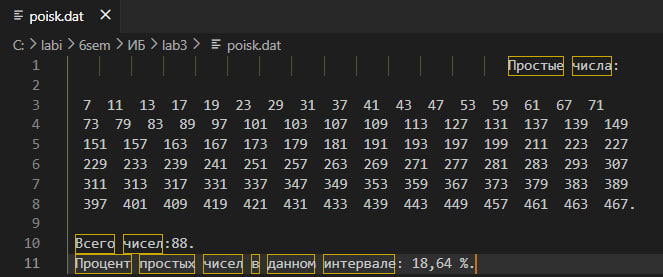 poisk.dat ×
C: > labi > 6sem > ИБ > lab3 > poisk.dat
1 Простые числа:
2
3 7 11 13 17 19 23 29 31 37 41 43 47 53 59 61 67 71
4 73 79 83 89 97 101 103 107 109 113 127 131 137 139 149
5 151 157 163 167 173 179 181 191 193 197 199 211 223 227
6 229 233 239 241 251 257 263 269 271 277 281 283 293 307
7 311 313 317 331 337 347 349 353 359 367 373 379 383 389
8 397 401 409 419 421 431 433 439 443 449 457 461 463 467.
9
10 Всего чисел:88.
11 Процент простых чисел в данном интервале: 18,64 %.